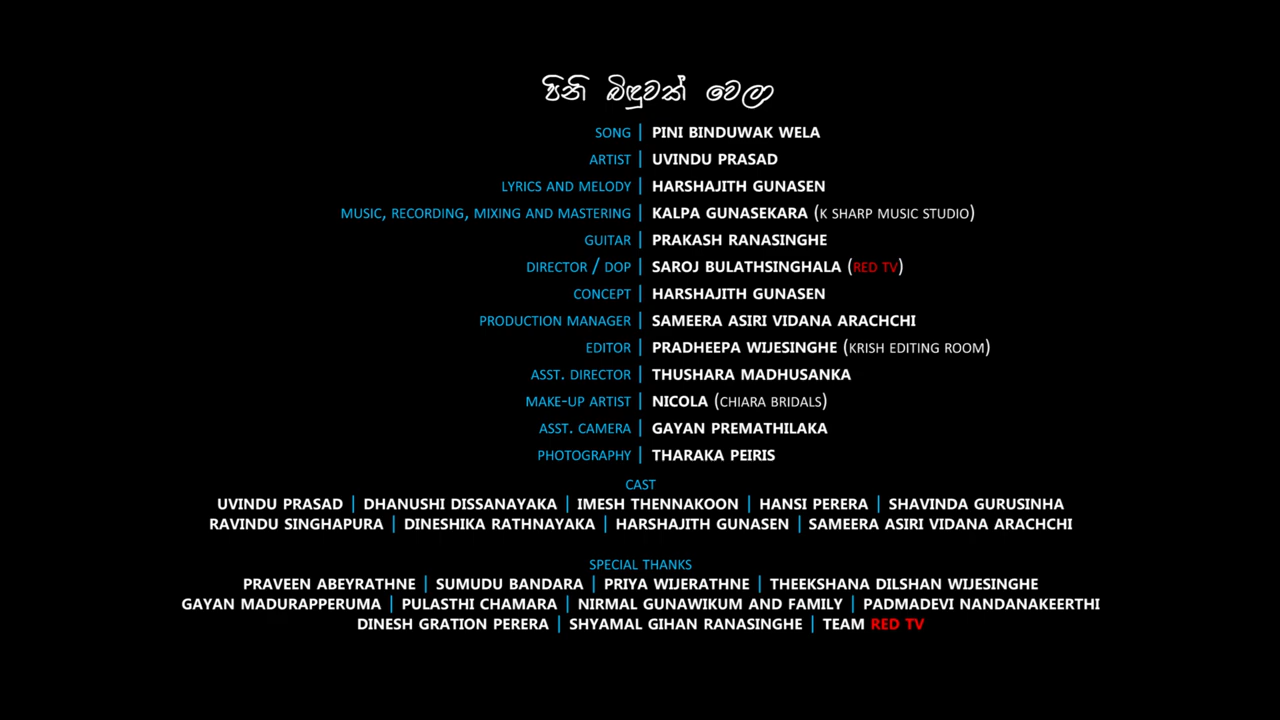 පිනි බිඳුවක් වෙලා
SONG | PINI BINDUWAK WELA
ARTIST | UVINDU PRASAD
LYRICS AND MELODY | HARSHAJITH GUNASEN
MUSIC, RECORDING, MIXING AND MASTERING | KALPA GUNASEKARA (K SHARP MUSIC STUDIO)
GUITAR | PRAKASH RANASINGHE
DIRECTOR / DOP | SAROJ BULATHSINGHALA (RED TV)
CONCEPT | HARSHAJITH GUNASEN
PRODUCTION MANAGER | SAMEERA ASIRI VIDANA ARACHCHI
EDITOR | PRADHEEPA WIJESINGHE (KRISH EDITING ROOM)
ASST. DIRECTOR | THUSHARA MADHUSANKA
MAKE-UP ARTIST | NICOLA (CHIARA BRIDALS)
ASST. CAMERA | GAYAN PREMATHILAKA
PHOTOGRAPHY | THARAKA PEIRIS
CAST
UVINDU PRASAD | DHANUSHI DISSANAYAKA | IMESH THENNAKOON | HANSI PERERA | SHAVINDA GURUSINHA
RAVINDU SINGHAPURA | DINESHIKA RATHNAYAKA | HARSHAJITH GUNASEN | SAMEERA ASIRI VIDANA ARACHCHI
SPECIAL THANKS
PRAVEEN ABEYRATHNE | SUMUDU BANDARA | PRIYA WIJERATHNE | THEEKSHANA DILSHAN WIJESINGHE
GAYAN MADURAPPERUMA | PULASTHI CHAMARA | NIRMAL GUNAWIKUM AND FAMILY | PADMADEVI NANDANAKEERTHI
DINESH GRATION PERERA | SHYAMAL GIHAN RANASINGHE | TEAM RED TV